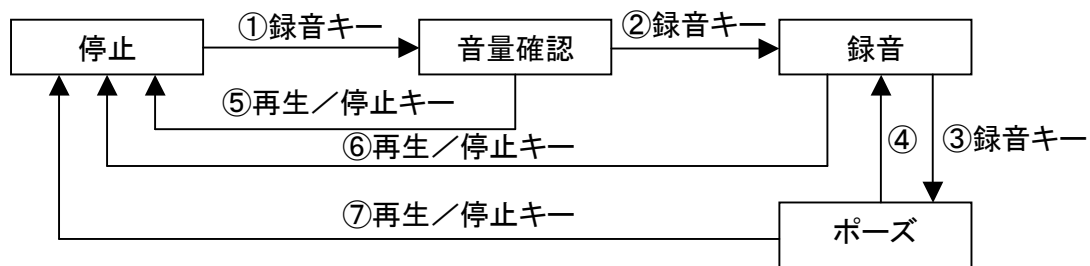 停止
①録音キー
音量確認
②録音キー
録音
⑤再生／停止キー
⑥再生／停止キー
④
③録音キー
⑦再生／停止キー
ポーズ